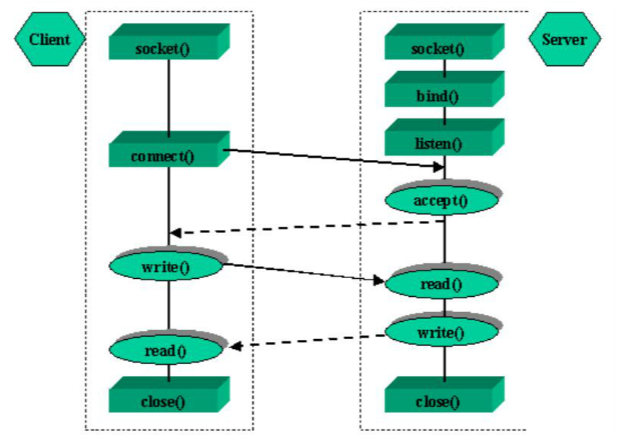 Client
socket()
connect()
write()
read()
close()
Server
socket()
bind()
listen()
accept()
read()
write()
close()